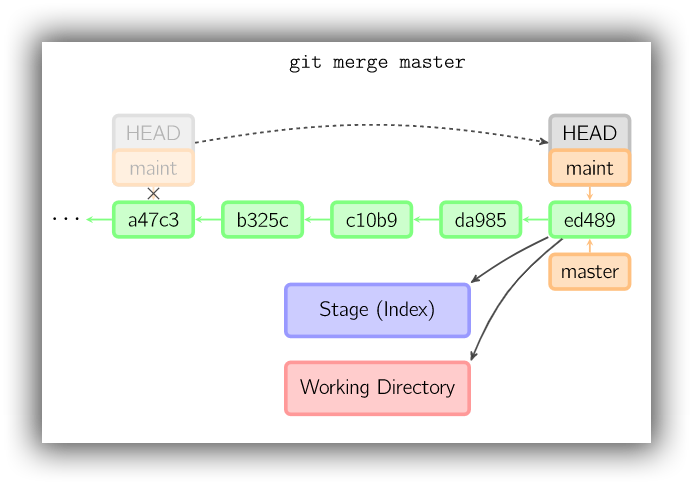 git merge master
HEAD HEAD
maint maint
... a47c3 b325c c10b9 da985 ed489
master
Stage (Index)
Working Directory